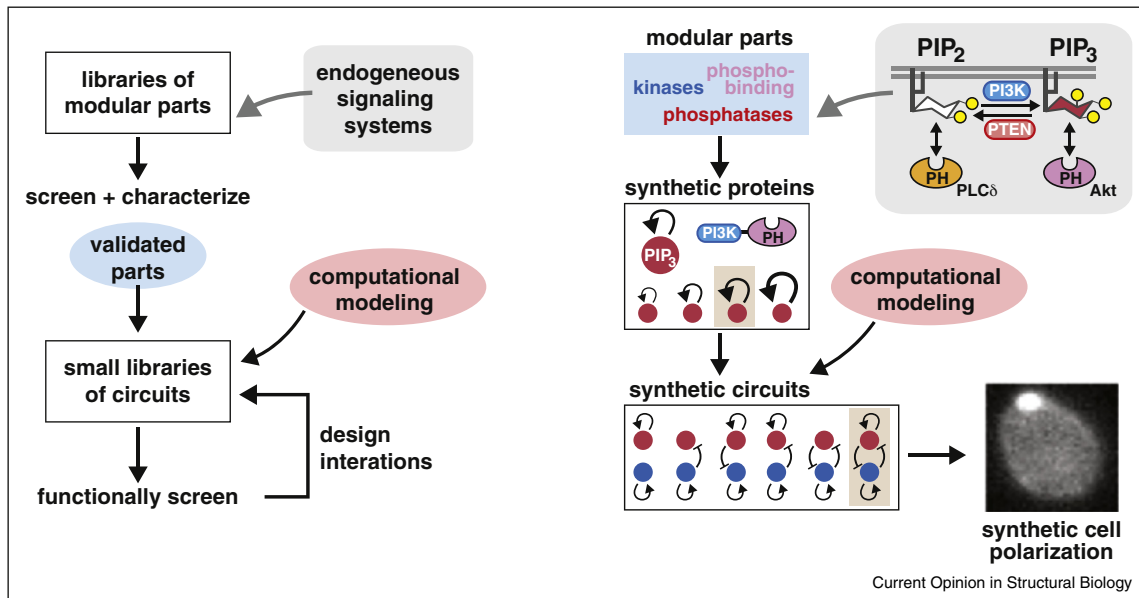 libraries of
modular parts
endogeneous
signaling
systems
screen + characterize
validated
parts
computational
modeling
small libraries
of circuits
design
interations
functionally screen
modular parts
kinases
phospho-
binding
phosphatases
PIP2
PIP3
PI3K
PTEN
PH
PLCδ
PH
Akt
synthetic proteins
PIP3
PI3K
PH
computational
modeling
synthetic circuits
synthetic cell
polarization
Current Opinion in Structural Biology